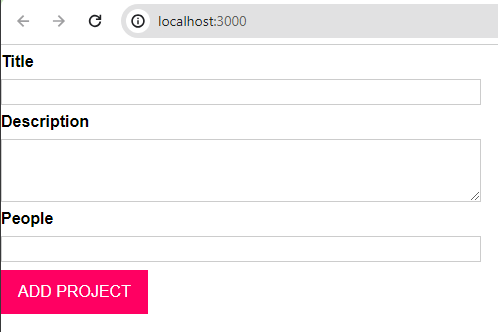 localhost:3000
Title
Description
People
ADD PROJECT